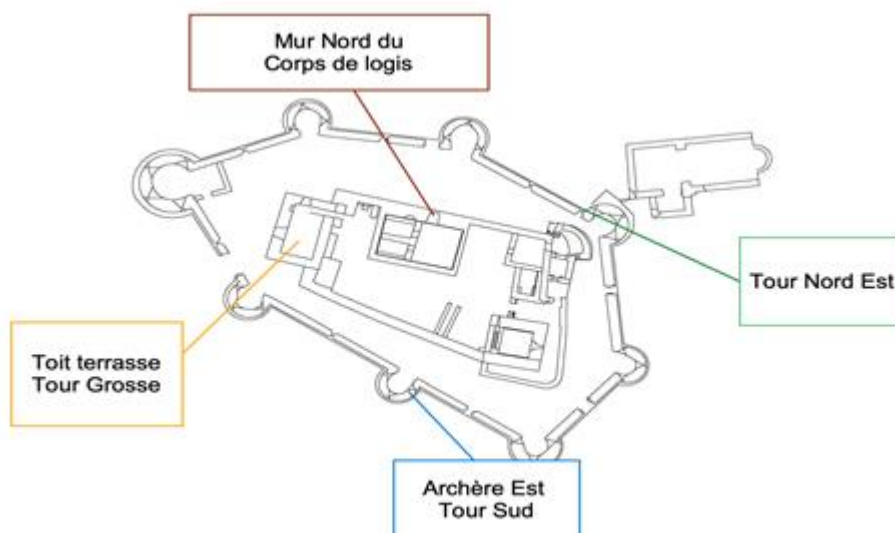 Mur Nord du
Corps de logis
Tour Nord Est
Toit terrasse
Tour Grosse
Archère Est
Tour Sud